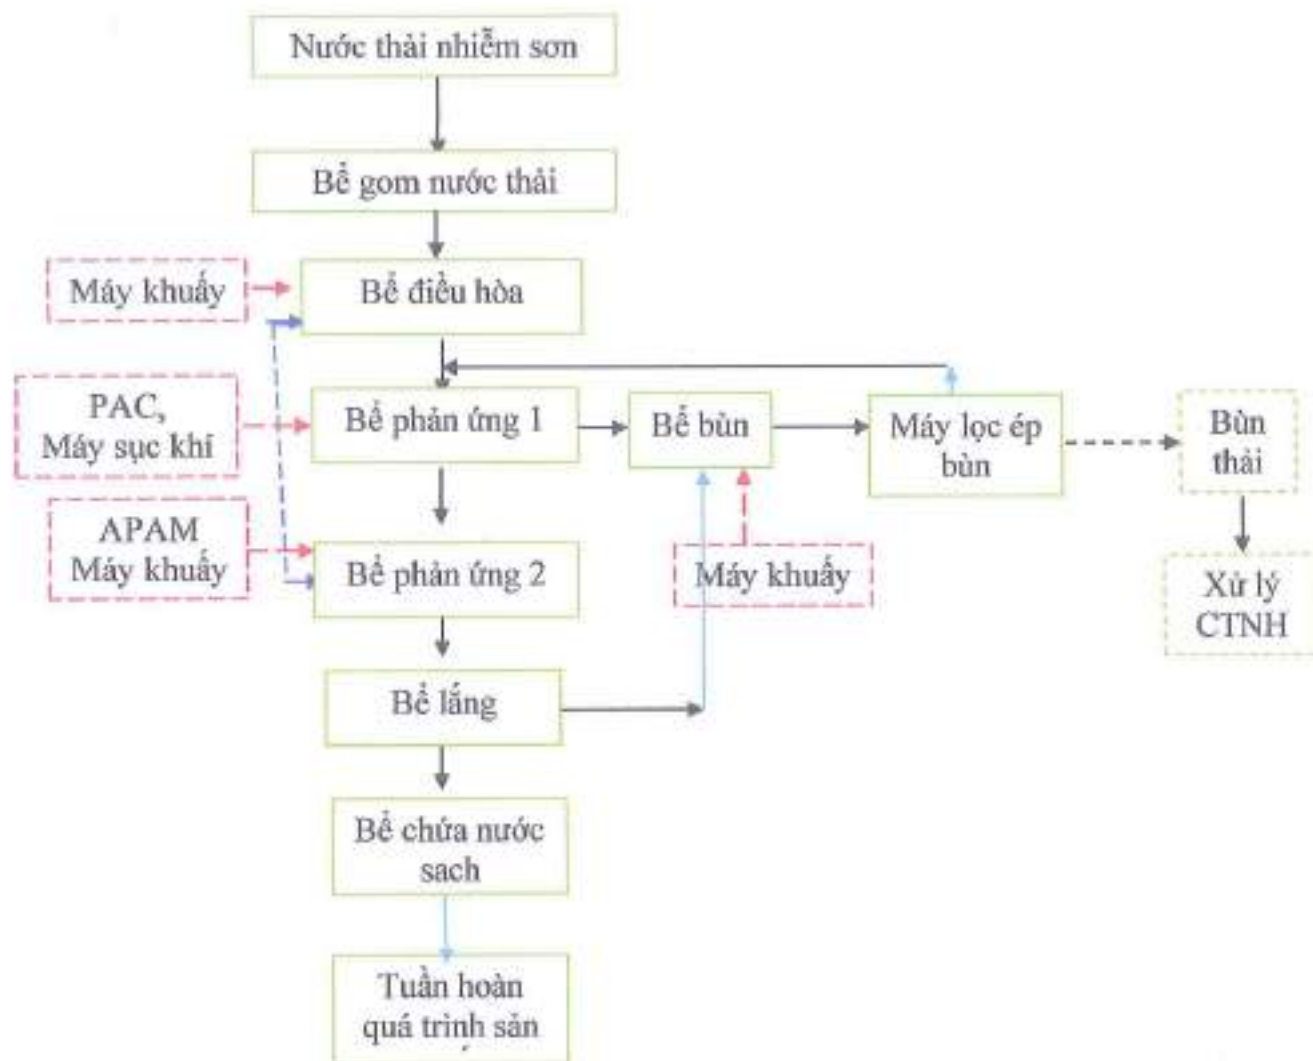 Nước thải nhiễm sơn
Bể gom nước thải
Máy khuấy
Bể điều hòa
PAC,
Máy sục khí
Bể phản ứng 1
Bể bùn
Máy lọc ép
bùn
Bùn
thải
APAM
Máy khuấy
Bể phản ứng 2
Máy khuấy
Xử lý
CTNH
Bể lắng
Bể chứa nước
sach
Tuần hoàn
quá trình sản